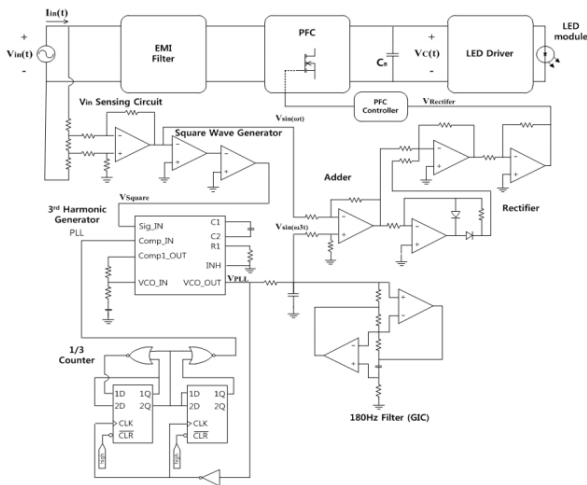 Iin(t)
+
Vin(t)
-
EMI
Filter
PFC
Cₒ
+
VC(t)
-
LED Driver
LED
module
+
-
PFC
Controller
VRectifer
Vin Sensing Circuit
Vsin(ωt)
Square Wave Generator
Adder
Rectifier
VSquare
3rd Harmonic
Generator
PLL
Sig_IN
Comp_IN
Comp1_OUT
VCO_IN
C1
C2
R1
INH
VCO_OUT
VPLL
Vsin(ω3t)
1/3
Counter
1D 1Q
2D 2Q
CLK
CLR
high
1D 1Q
2D 2Q
CLK
CLR
high
180Hz Filter (GIC)